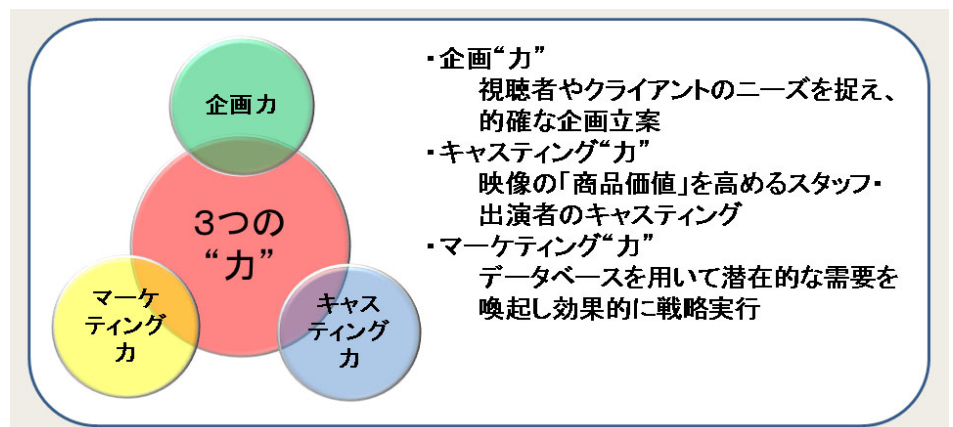 企画力
3つの
“力”
マーケ
ティング
力
キャス
ティング
力
・企画“力”
視聴者やクライアントのニーズを捉え、
的確な企画立案
・キャスティング“力”
映像の「商品価値」を高めるスタッフ・
出演者のキャスティング
・マーケティング“力”
データベースを用いて潜在的な需要を
喚起し効果的に戦略実行